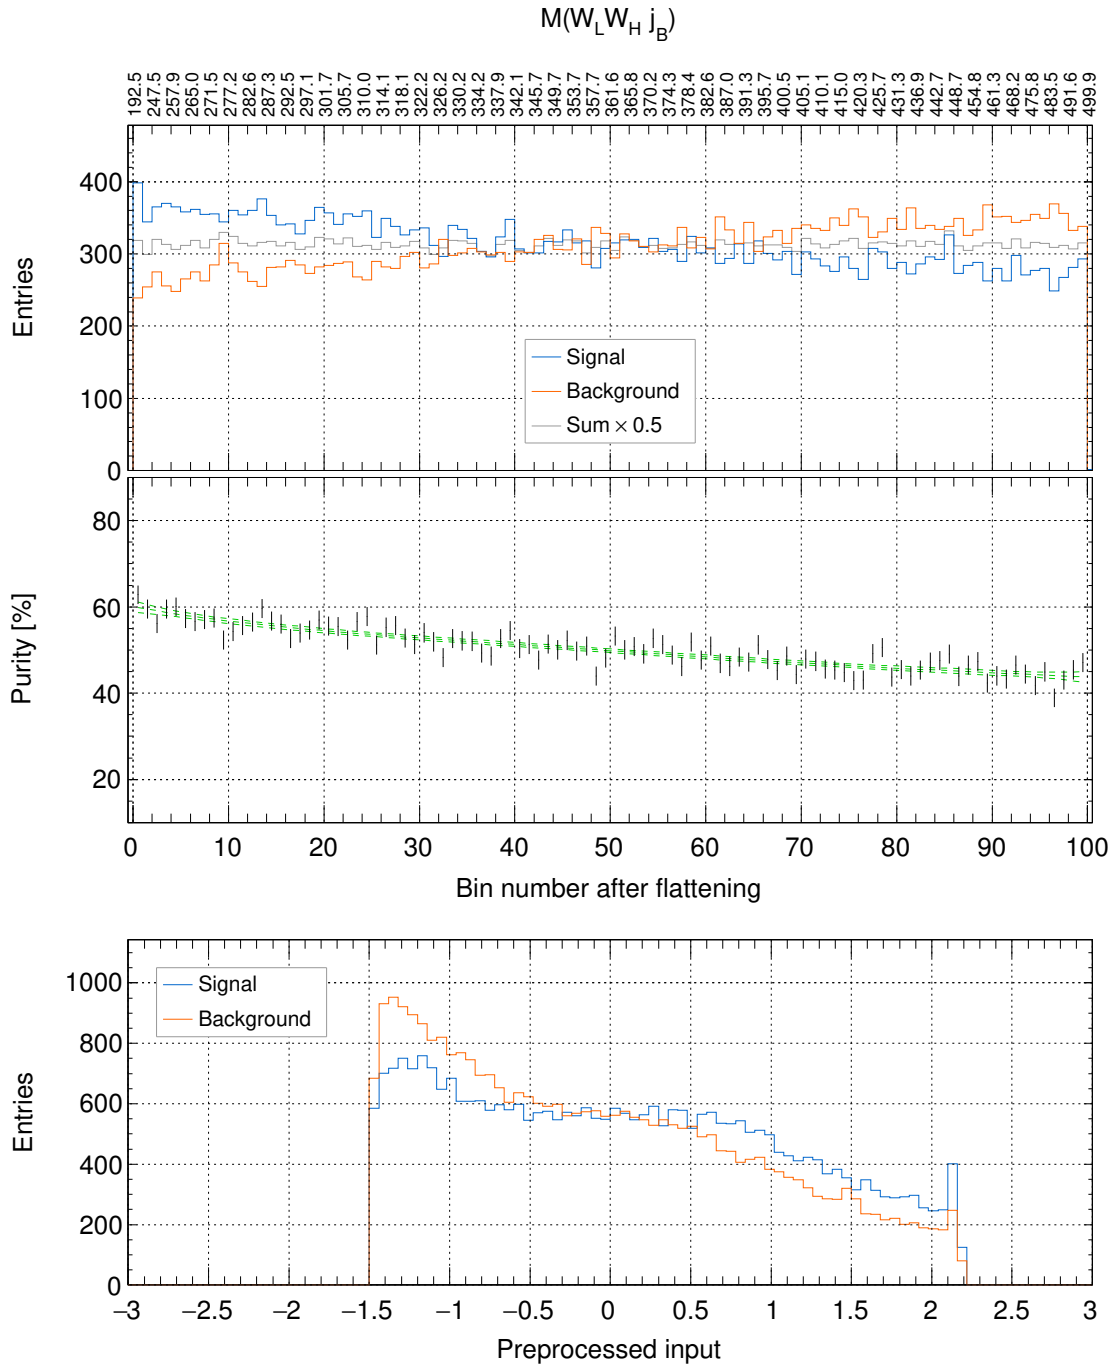 M(W_L W_H j_B)
192.5 247.5 257.9 265.0 271.5 277.2 282.6 287.3 292.5 297.1 301.7 305.7 310.0 314.1 318.1 322.2 326.2 330.2 334.2 337.9 342.1 345.7 349.7 353.7 357.7 361.6 365.8 370.2 374.3 378.4 382.6 387.0 391.3 395.7 400.5 405.1 410.1 415.0 420.3 425.7 431.3 436.9 442.7 448.7 454.8 461.3 468.2 475.8 483.5 491.6 499.9
Entries
400
300
200
100
0
Signal
Background
Sum × 0.5
Purity [%]
80
60
40
20
0 10 20 30 40 50 60 70 80 90 100
Bin number after flattening
Entries
1000
800
600
400
200
0
Signal
Background
−3 −2.5 −2 −1.5 −1 −0.5 0 0.5 1 1.5 2 2.5 3
Preprocessed input